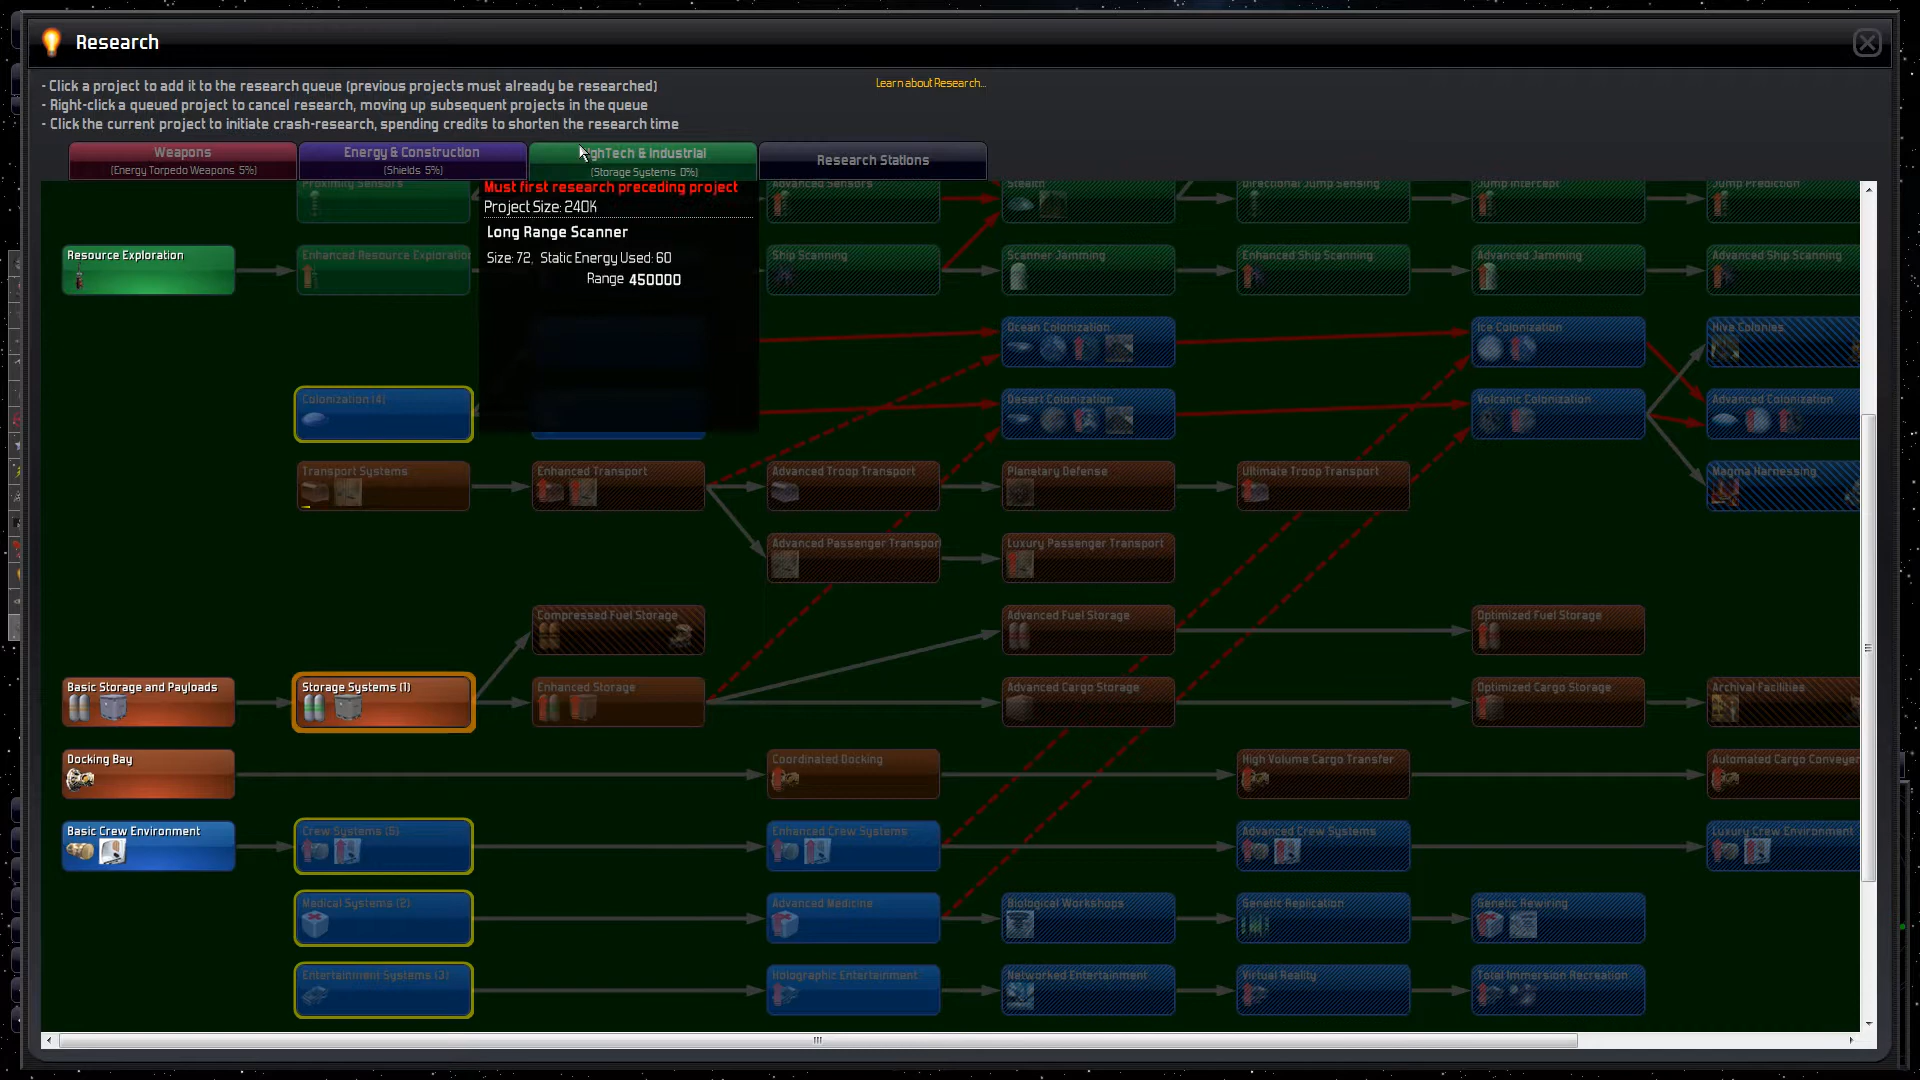 Research
- Click a project to add it to the research queue (previous projects must already be researched)
- Right-click a queued project to cancel research, moving up subsequent projects in the queue
- Click the current project to initiate crash-research, spending credits to shorten the research time
Learn about Research...
Weapons
(Energy Torpedo Weapons 5%)
Energy & Construction
(Shields 5%)
ghTech & Industrial
(Storage Systems 0%)
Research Stations
Must first research preceding project
Project Size: 240K
Long Range Scanner
Size: 72, Static Energy Used: 60
Range 450000
Proximity Sensors
Advanced Sensors
Stealth
Directional Jump Sensing
Jump Intercept
Jump Prediction
Resource Exploration
Enhanced Resource Exploration
Ship Scanning
Scanner Jamming
Enhanced Ship Scanning
Advanced Jamming
Advanced Ship Scanning
Ocean Colonization
Ice Colonization
Hive Colonies
Colonization (4)
Desert Colonization
Volcanic Colonization
Advanced Colonization
Transport Systems
Enhanced Transport
Advanced Troop Transport
Planetary Defense
Ultimate Troop Transport
Magma Harnessing
Advanced Passenger Transpor
Luxury Passenger Transport
Compressed Fuel Storage
Advanced Fuel Storage
Optimized Fuel Storage
Basic Storage and Payloads
Storage Systems (1)
Enhanced Storage
Advanced Cargo Storage
Optimized Cargo Storage
Archival Facilities
Docking Bay
Coordinated Docking
High Volume Cargo Transfer
Automated Cargo Conveyer
Basic Crew Environment
Crew Systems (5)
Enhanced Crew Systems
Advanced Crew Systems
Luxury Crew Environment
Medical Systems (2)
Advanced Medicine
Biological Workshops
Genetic Replication
Genetic Rewiring
Entertainment Systems (3)
Holographic Entertainment
Networked Entertainment
Virtual Reality
Total Immersion Recreation